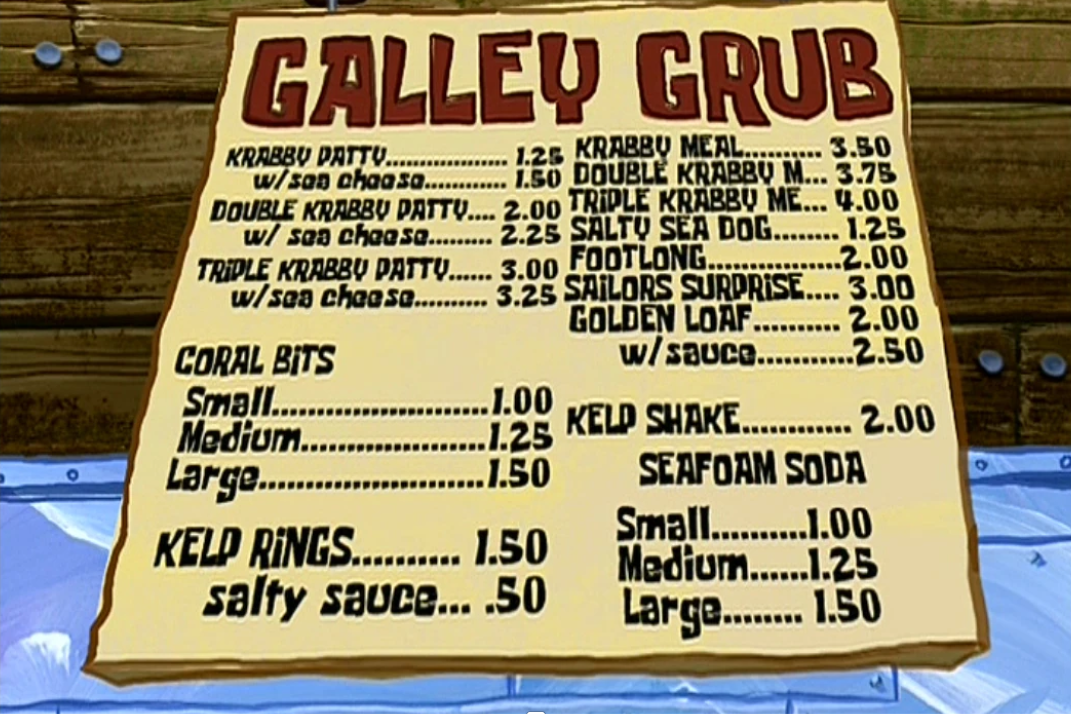 GALLEY GRUB
KRABBY PATTY.................. 1.25
w/sea cheese............ 1.50
DOUBLE KRABBY PATTY.... 2.00
w/ sea cheese......... 2.25
TRIPLE KRABBY PATTY...... 3.00
w/sea cheese........... 3.25
CORAL BITS
Small.........................1.00
Medium.....................1.25
Large..........................1.50
KELP RINGS.......... 1.50
salty sauce... .50
KRABBY MEAL.......... 3.50
DOUBLE KRABBY M... 3.75
TRIPLE KRABBY ME... 4.00
SALTY SEA DOG........ 1.25
FOOTLONG.................2.00
SAILORS SURPRISE.... 3.00
GOLDEN LOAF.......... 2.00
w/sauce............2.50
KELP SHAKE............ 2.00
SEAFOAM SODA
Small..........1.00
Medium......1.25
Large........ 1.50